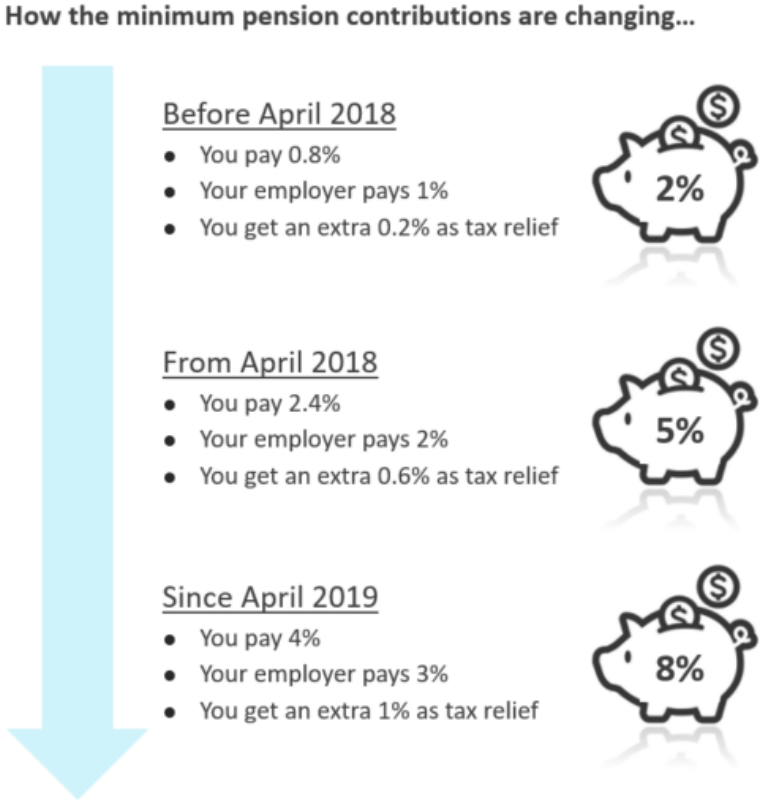 How the minimum pension contributions are changing...
Before April 2018
● You pay 0.8%
● Your employer pays 1%
● You get an extra 0.2% as tax relief
$
$
2%
From April 2018
● You pay 2.4%
● Your employer pays 2%
● You get an extra 0.6% as tax relief
$
$
5%
Since April 2019
● You pay 4%
● Your employer pays 3%
● You get an extra 1% as tax relief
$
$
8%